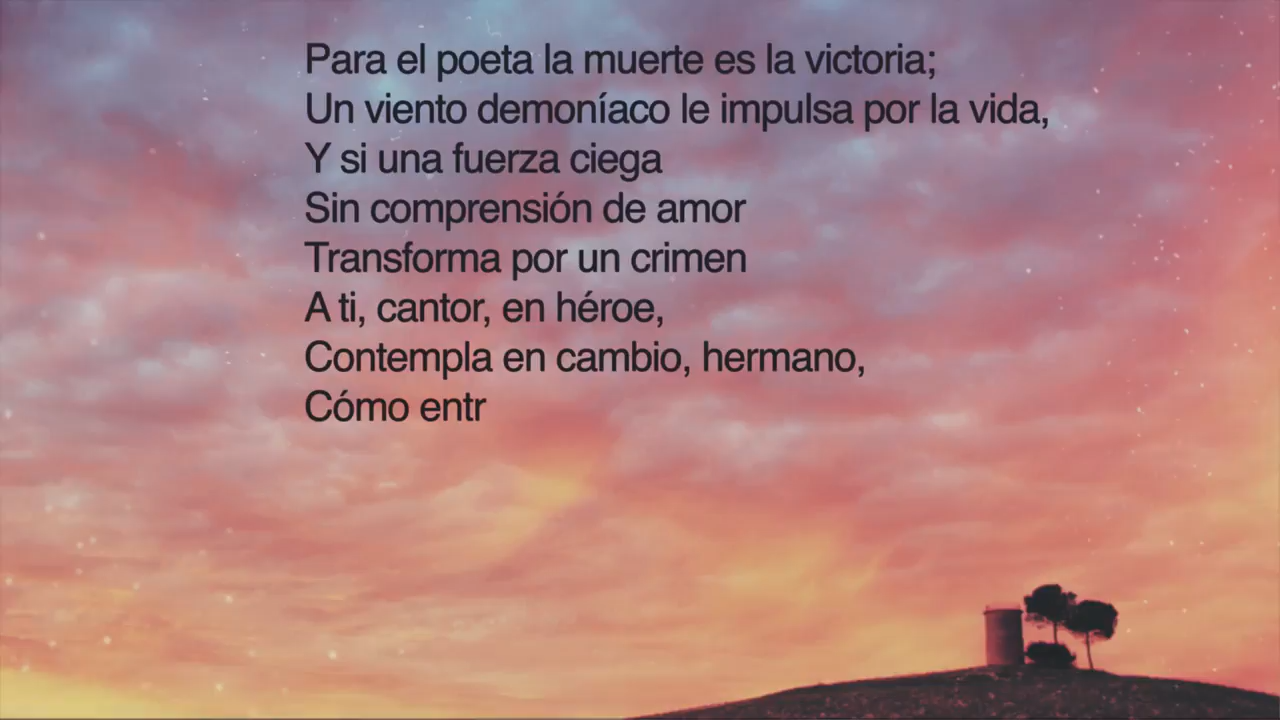 Para el poeta la muerte es la victoria;
Un viento demoníaco le impulsa por la vida,
Y si una fuerza ciega
Sin comprensión de amor
Transforma por un crimen
A ti, cantor, en héroe,
Contempla en cambio, hermano,
Cómo entr